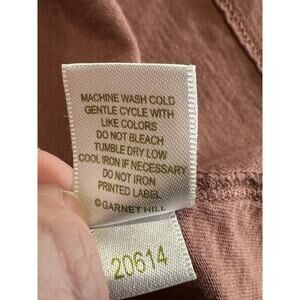 MACHINE WASH COLD
GENTLE CYCLE WITH
LIKE COLORS
DO NOT BLEACH
TUMBLE DRY LOW
COOL IRON IF NECESSARY
DO NOT IRON
PRINTED LABEL
©GARNET HILL
20614